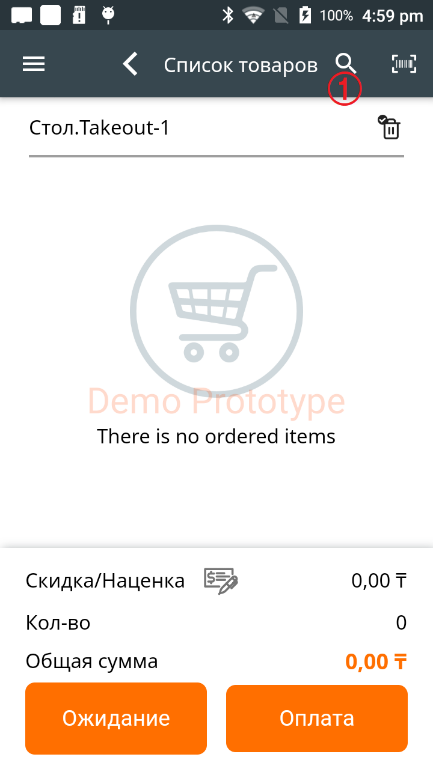 100% 4:59 pm
Список товаров
1
Стол.Takeout-1
Demo Prototype
There is no ordered items
Скидка/Наценка 0,00 ₸
Кол-во 0
Общая сумма 0,00 ₸
Ожидание Оплата